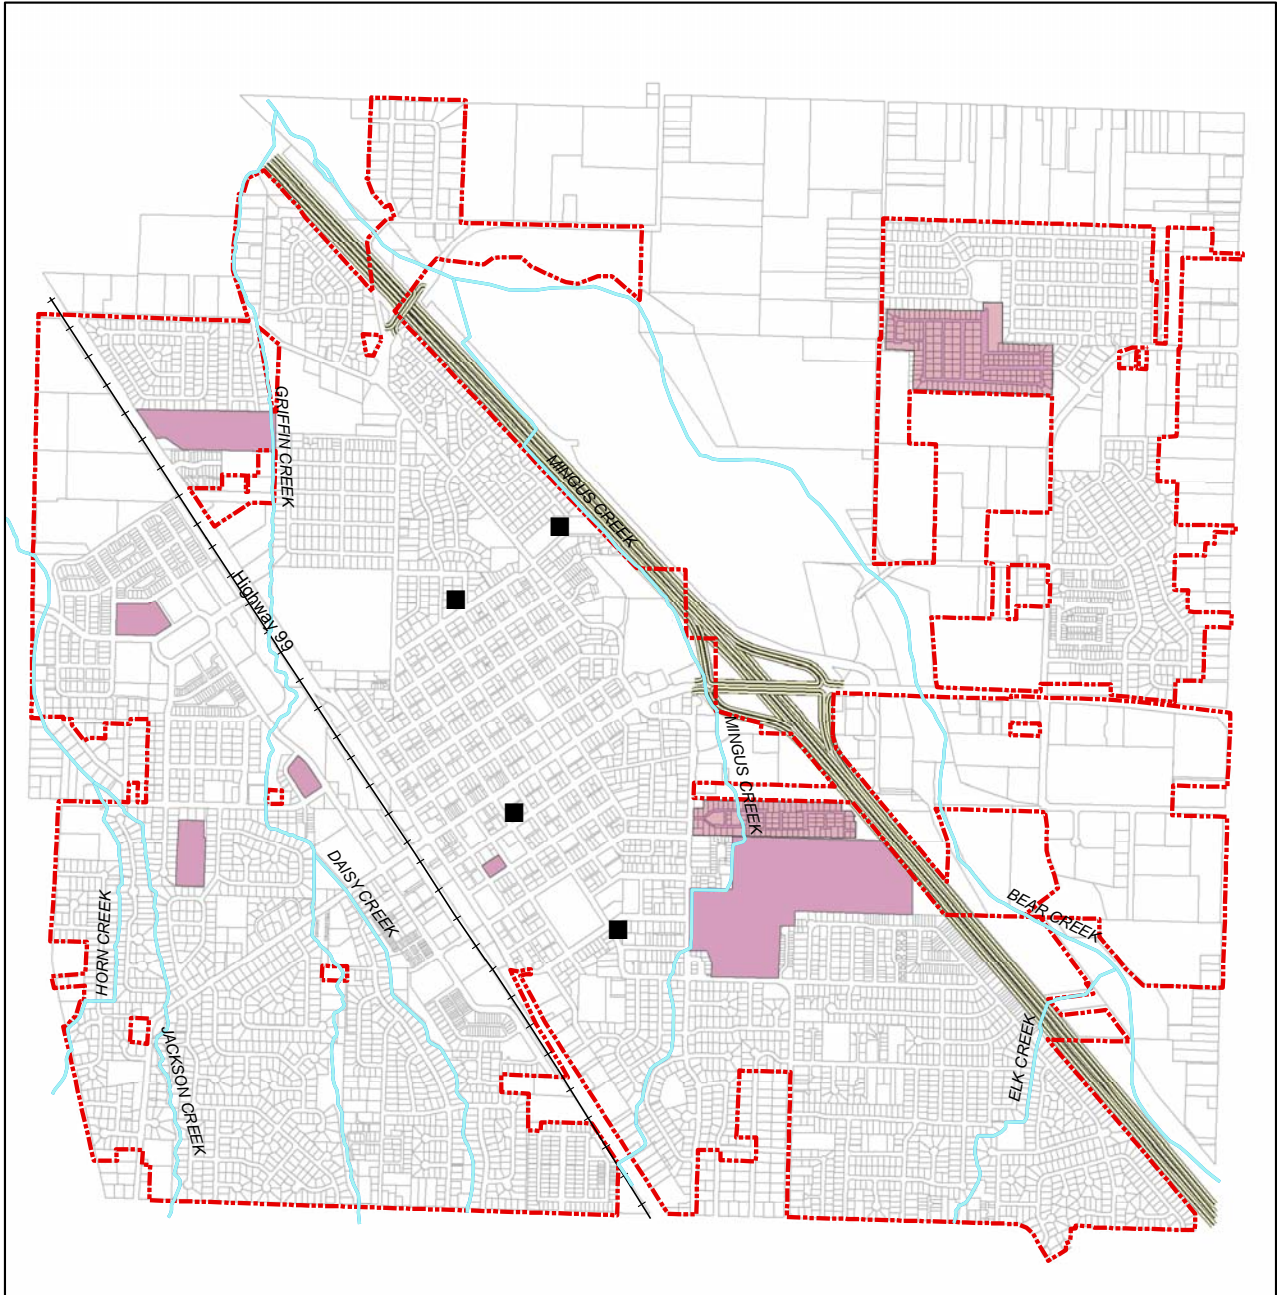 GRIFFIN CREEK
MINGUS CREEK
Highway 99
MINGUS CREEK
DAISY CREEK
HORN CREEK
BEAR CREEK
JACKSON CREEK
ELK CREEK